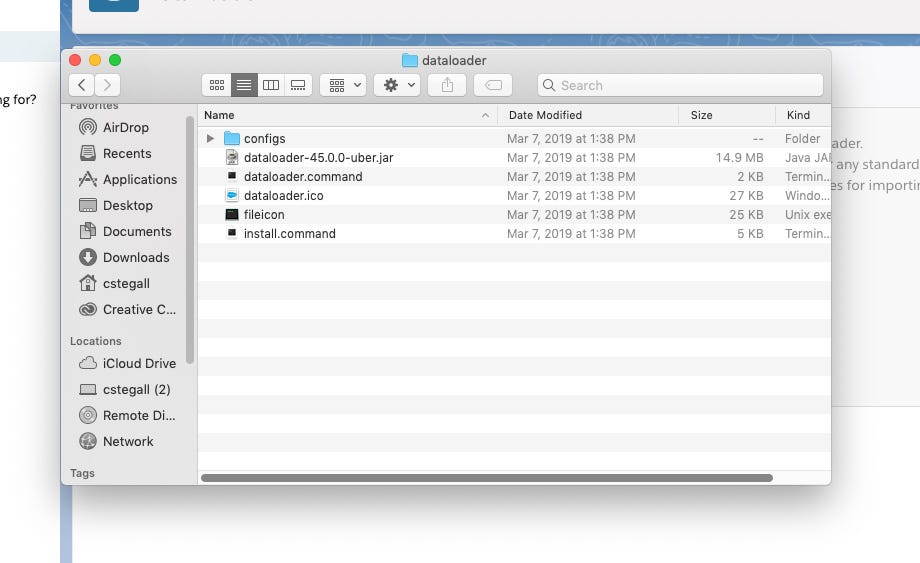 ng for?
dataloader
Search
Favorites
AirDrop
Recents
Applications
Desktop
Documents
Downloads
cstegall
Creative C...
Locations
iCloud Drive
cstegall (2)
Remote Di...
Network
Tags
Name Date Modified Size Kind
configs Mar 7, 2019 at 1:38 PM -- Folder
dataloader-45.0.0-uber.jar Mar 7, 2019 at 1:38 PM 14.9 MB Java JA
dataloader.command Mar 7, 2019 at 1:38 PM 2 KB Termin...
dataloader.ico Mar 7, 2019 at 1:38 PM 27 KB Windo...
fileicon Mar 7, 2019 at 1:38 PM 25 KB Unix exe
install.command Mar 7, 2019 at 1:38 PM 5 KB Termin...
ader.
any standard
es for importin